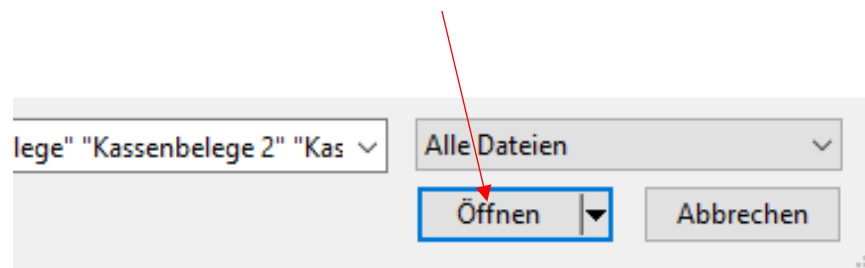 lege" "Kassenbelege 2" "Kas
Alle Dateien
Öffnen
Abbrechen